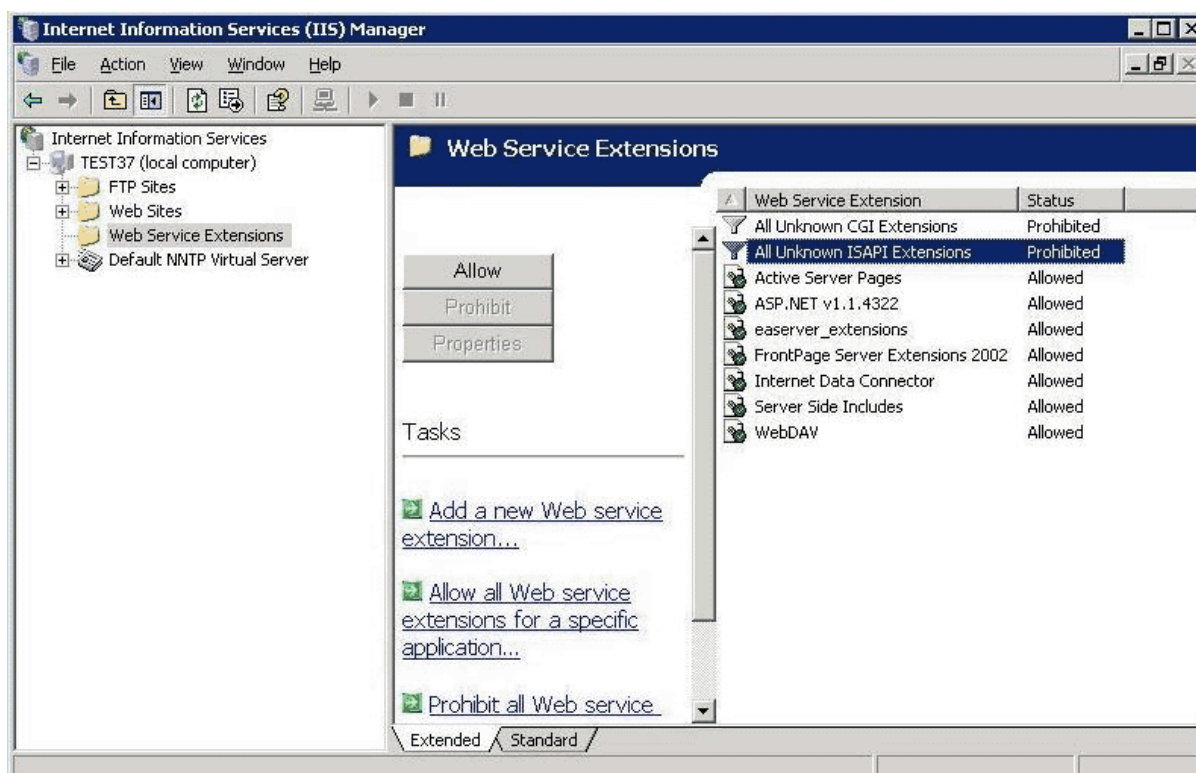 Internet Information Services (IIS) Manager
File Action View Window Help
Internet Information Services
TEST37 (local computer)
FTP Sites
Web Sites
Web Service Extensions
Default NNTP Virtual Server
Web Service Extensions
Allow
Prohibit
Properties
Tasks
Add a new Web service
extension...
Allow all Web service
extensions for a specific
application...
Prohibit all Web service
Web Service Extension Status
All Unknown CGI Extensions Prohibited
All Unknown ISAPI Extensions Prohibited
Active Server Pages Allowed
ASP.NET v1.1.4322 Allowed
easerver_extensions Allowed
FrontPage Server Extensions 2002 Allowed
Internet Data Connector Allowed
Server Side Includes Allowed
WebDAV Allowed
Extended Standard